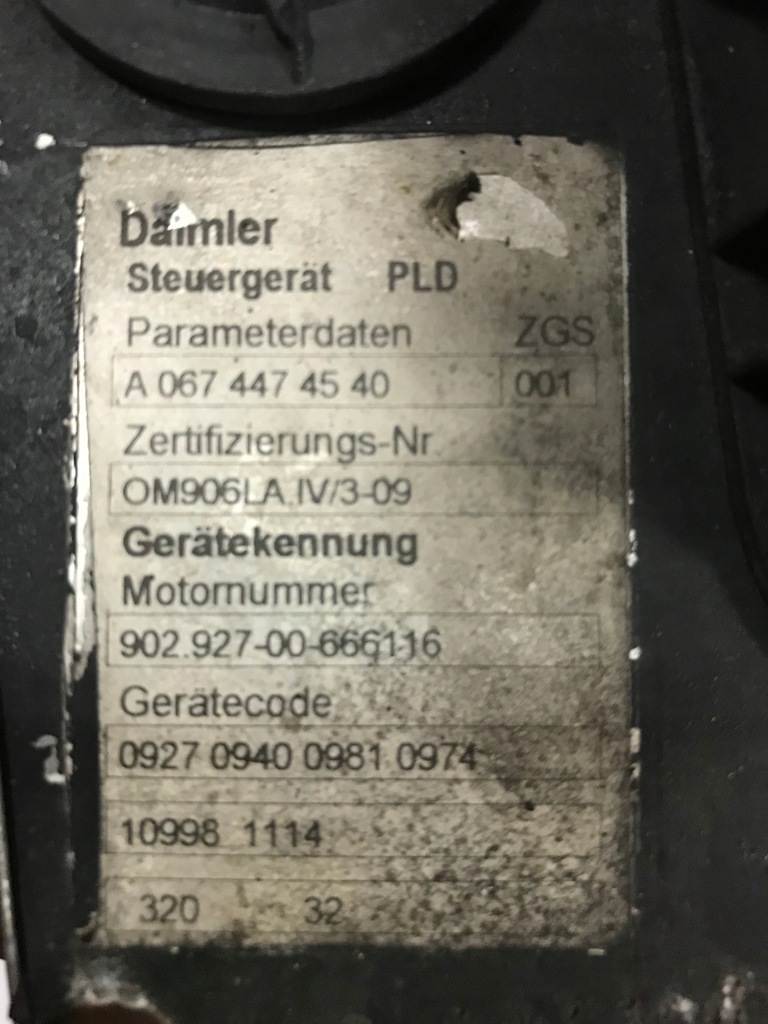 Daimler
Steuergerät PLD
Parameterdaten ZGS
A 067 447 45 40 001
Zertifizierungs-Nr
OM906LA.IV/3-09
Gerätekennung
Motornummer
902.927-00-666116
Gerätecode
0927 0940 0981 0974
10998 1114
320 32